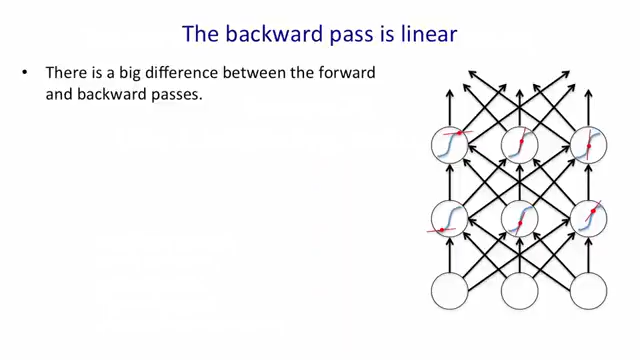 The backward pass is linear
• There is a big difference between the forward
and backward passes.